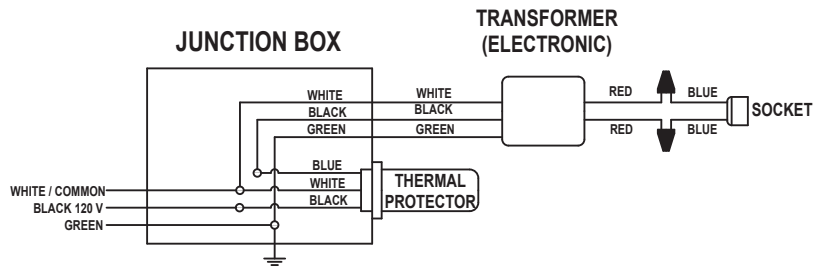 TRANSFORMER
(ELECTRONIC)
JUNCTION BOX
WHITE WHITE RED BLUE
BLACK BLACK SOCKET
GREEN GREEN RED BLUE
BLUE
WHITE THERMAL
BLACK PROTECTOR
WHITE / COMMON
BLACK 120 V
GREEN